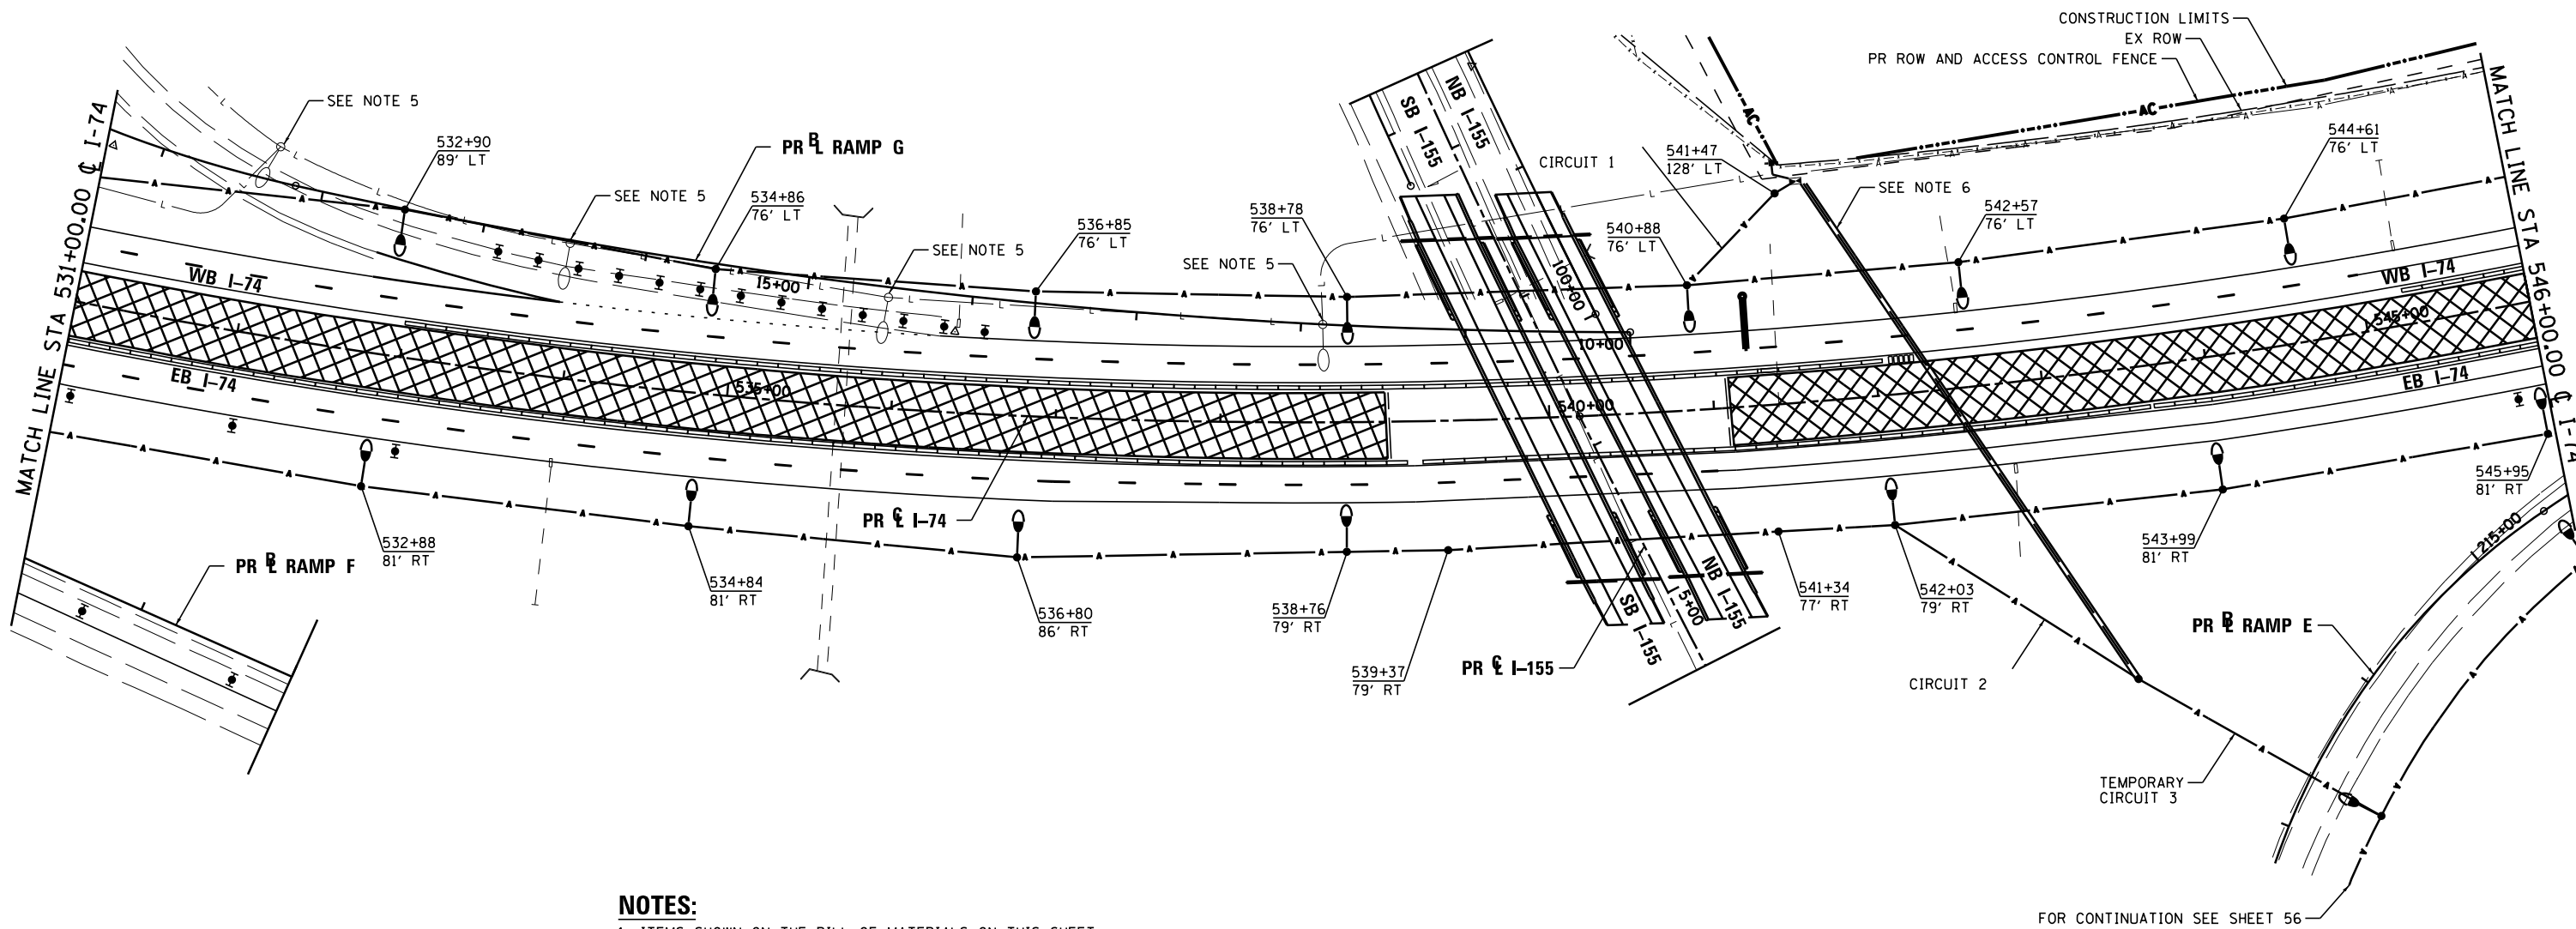 CONSTRUCTION LIMITS
EX ROW
PR ROW AND ACCESS CONTROL FENCE
MATCH LINE STA 531+00.00 ℄ I-74
SEE NOTE 5
532+90
89' LT
PR BL RAMP G
SEE NOTE 5
534+86
76' LT
SEE NOTE 5
536+85
76' LT
538+78
76' LT
SEE NOTE 5
SB I-155
NB I-155
CIRCUIT 1
541+47
128' LT
AC
AC
SEE NOTE 6
540+88
76' LT
542+57
76' LT
544+61
76' LT
MATCH LINE STA 546+00.00 ℄ I-74
WB I-74
15+00
100+00
10+00
WB I-74
545+00
EB I-74
535+00
540+00
EB I-74
532+88
81' RT
PR BL RAMP F
534+84
81' RT
PR ℄ I-74
536+80
86' RT
538+76
79' RT
539+37
79' RT
PR ℄ I-155
SB I-155
5+00
NB I-155
541+34
77' RT
542+03
79' RT
543+99
81' RT
545+95
81' RT
215+00
PR BL RAMP E
CIRCUIT 2
TEMPORARY
CIRCUIT 3
FOR CONTINUATION SEE SHEET 56
NOTES: